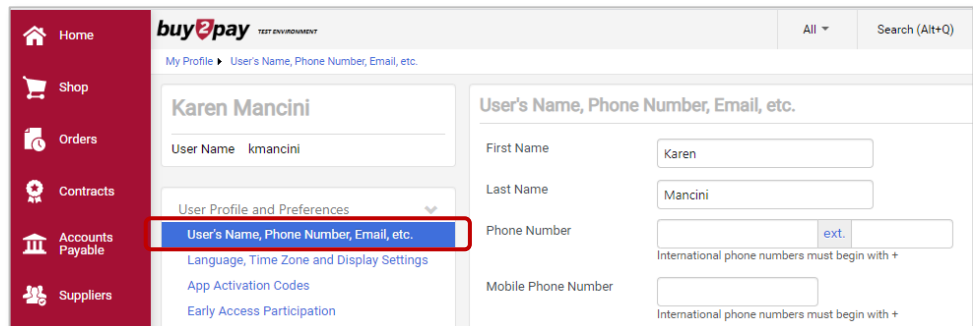 Home
Shop
Orders
Contracts
Accounts
Payable
Suppliers
buy2pay TEST ENVIRONMENT
All
Search (Alt+Q)
My Profile User's Name, Phone Number, Email, etc.
Karen Mancini
User Name kmancini
User Profile and Preferences
User's Name, Phone Number, Email, etc.
Language, Time Zone and Display Settings
App Activation Codes
Early Access Participation
User's Name, Phone Number, Email, etc.
First Name Karen
Last Name Mancini
Phone Number ext.
International phone numbers must begin with +
Mobile Phone Number
International phone numbers must begin with +